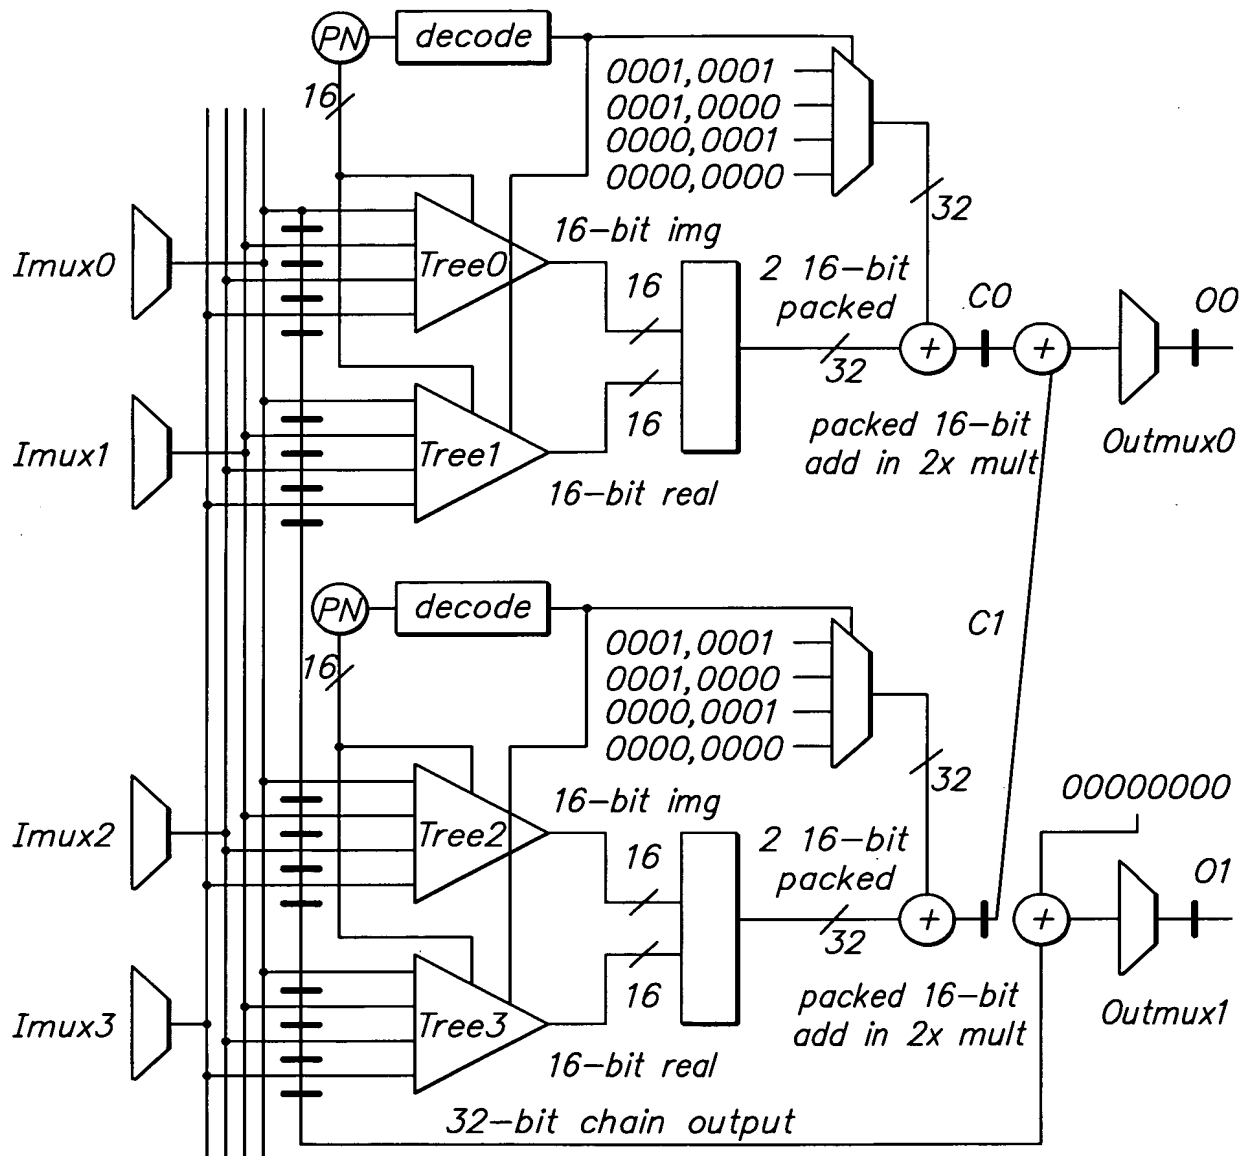 PN
decode
16
0001,0001
0001,0000
0000,0001
0000,0000
32
Imux0
Tree0
16-bit img
16
2 16-bit
packed
32
C0
O0
+
+
Imux1
Tree1
16
16-bit real
packed 16-bit
add in 2x mult
Outmux0
PN
decode
16
0001,0001
0001,0000
0000,0001
0000,0000
32
C1
00000000
Imux2
Tree2
16-bit img
16
2 16-bit
packed
32
O1
+
+
Imux3
Tree3
16
16-bit real
packed 16-bit
add in 2x mult
Outmux1
32-bit chain output